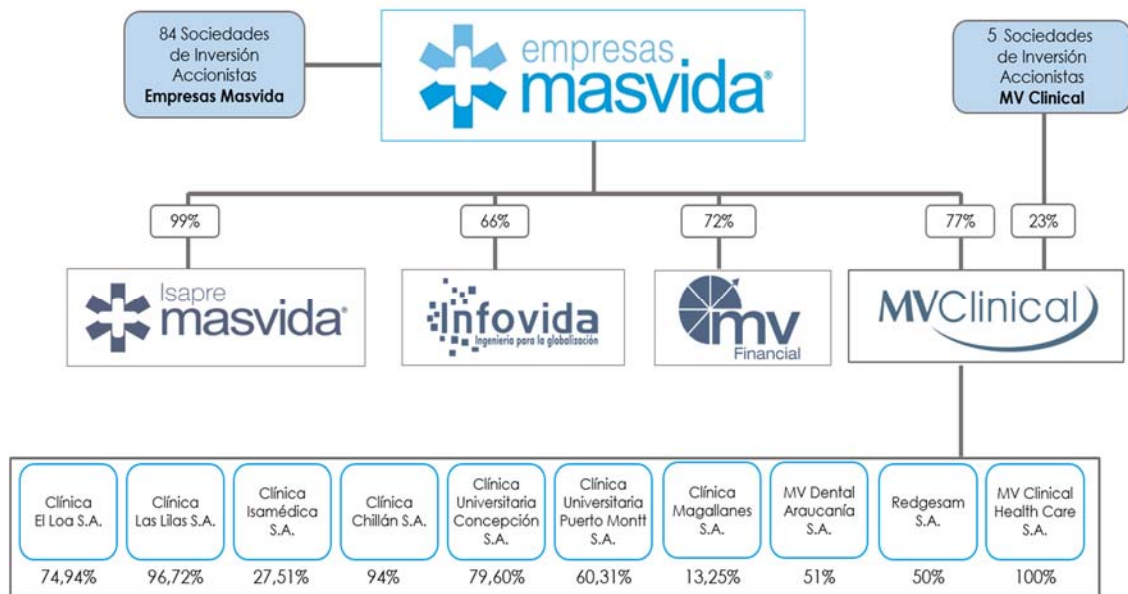 84 Sociedades
de Inversión
Accionistas
Empresas Masvida
empresas
masvida®
5 Sociedades
de Inversión
Accionistas
MV Clinical
99%
66%
72%
77%
23%
Isapre
masvida®
Infovida
Ingeniería para la globalización
mv
Financial
MVClinical
Clínica
El Loa S.A.
74,94%
Clínica
Las Lilas S.A.
96,72%
Clínica
Isamédica
S.A.
27,51%
Clínica
Chillán S.A.
94%
Clínica
Universitaria
Concepción
S.A.
79,60%
Clínica
Universitaria
Puerto Montt
S.A.
60,31%
Clínica
Magallanes
S.A.
13,25%
MV Dental
Araucanía
S.A.
51%
Redgesam
S.A.
50%
MV Clinical
Health Care
S.A.
100%